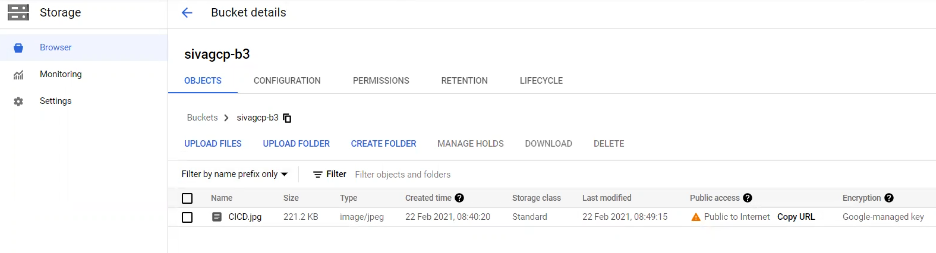 Storage
Bucket details
Browser
Monitoring
Settings
sivagcp-b3
OBJECTS CONFIGURATION PERMISSIONS RETENTION LIFECYCLE
Buckets > sivagcp-b3
UPLOAD FILES UPLOAD FOLDER CREATE FOLDER MANAGE HOLDS DOWNLOAD DELETE
Filter by name prefix only Filter Filter objects and folders
Name Size Type Created time Storage class Last modified Public access Encryption
CICD.jpg 221.2 KB image/jpeg 22 Feb 2021, 08:40:20 Standard 22 Feb 2021, 08:49:15 Public to Internet Copy URL Google-managed key